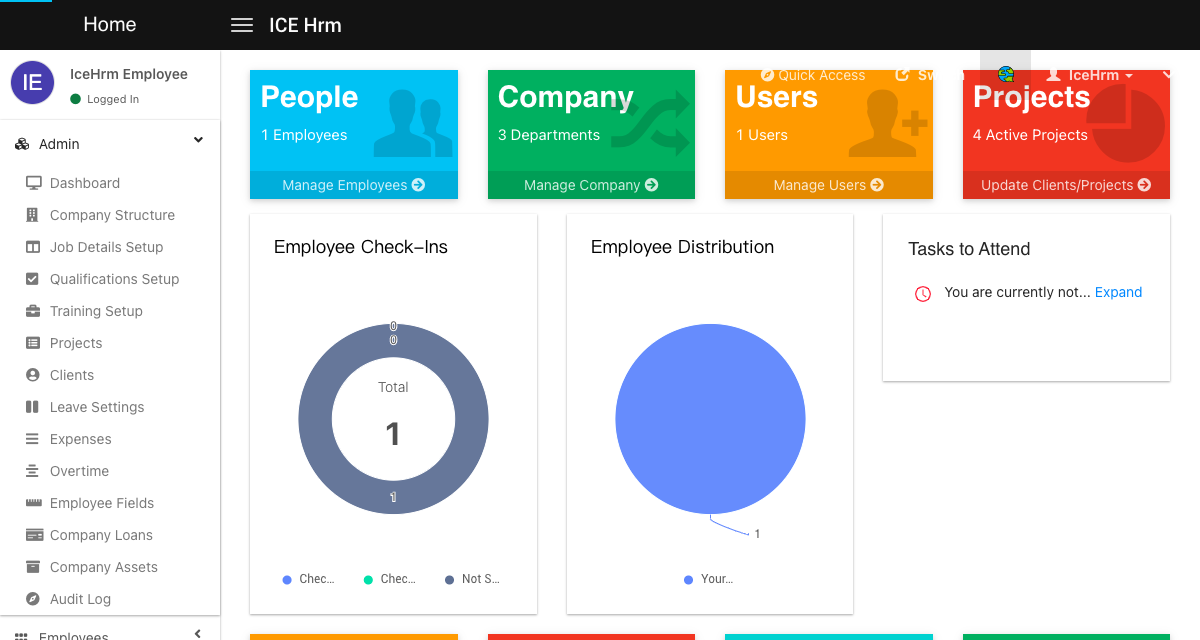 Home
ICE Hrm
IE
IceHrm Employee
Logged In
Admin
Dashboard
Company Structure
Job Details Setup
Qualifications Setup
Training Setup
Projects
Clients
Leave Settings
Expenses
Overtime
Employee Fields
Company Loans
Company Assets
Audit Log
Employees
Quick Access
IceHrm
People
1 Employees
Manage Employees
Company
3 Departments
Manage Company
Users
1 Users
Manage Users
Projects
4 Active Projects
Update Clients/Projects
Employee Check-Ins
0
0
Total
1
1
Chec...
Chec...
Not S...
Employee Distribution
1
Your...
Tasks to Attend
You are currently not... Expand